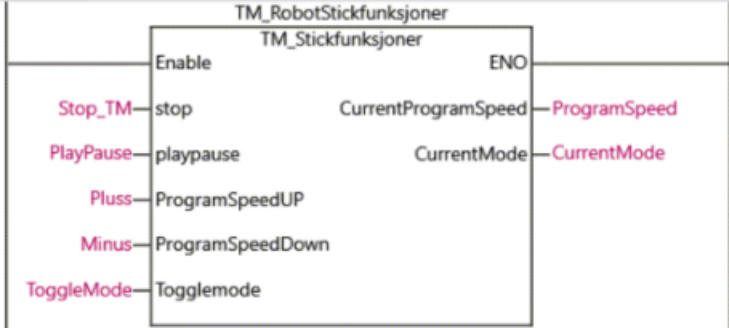 TM_RobotStickfunksjoner
TM_Stickfunksjoner
Enable ENO
Stop_TM stop CurrentProgramSpeed ProgramSpeed
PlayPause playpause CurrentMode CurrentMode
Pluss ProgramSpeedUP
Minus ProgramSpeedDown
ToggleMode Togglemode